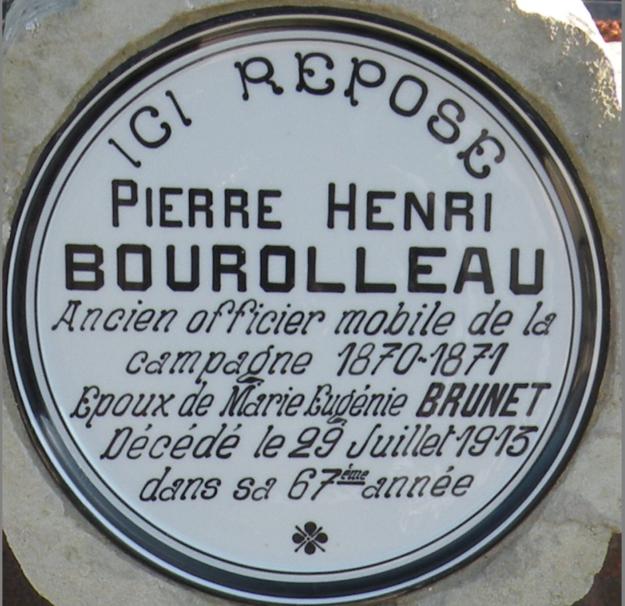 ICI REPOSE
PIERRE HENRI
BOUROLLEAU
Ancien officier mobile de la
campagne 1870-1871
Epoux de Marie Eugénie BRUNET
Décédé le 29 Juillet 1913
dans sa 67ème année